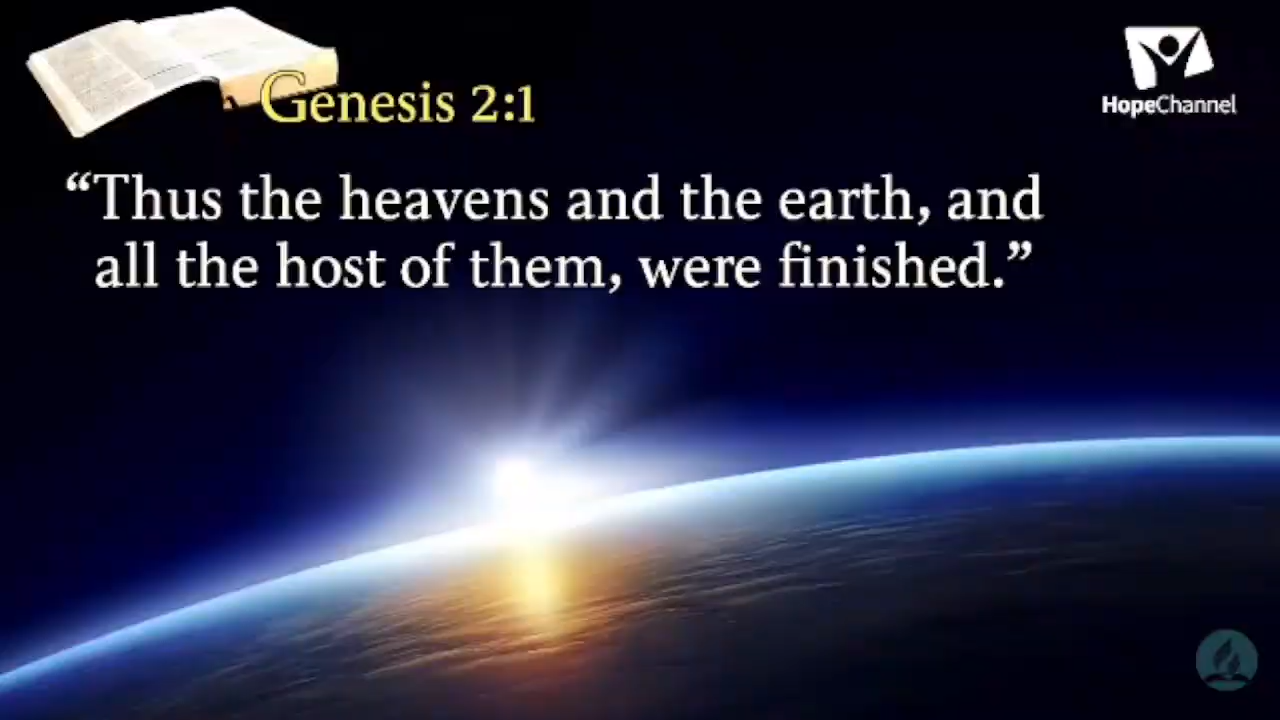 Genesis 2:1
HopeChannel
“Thus the heavens and the earth, and
all the host of them, were finished.”